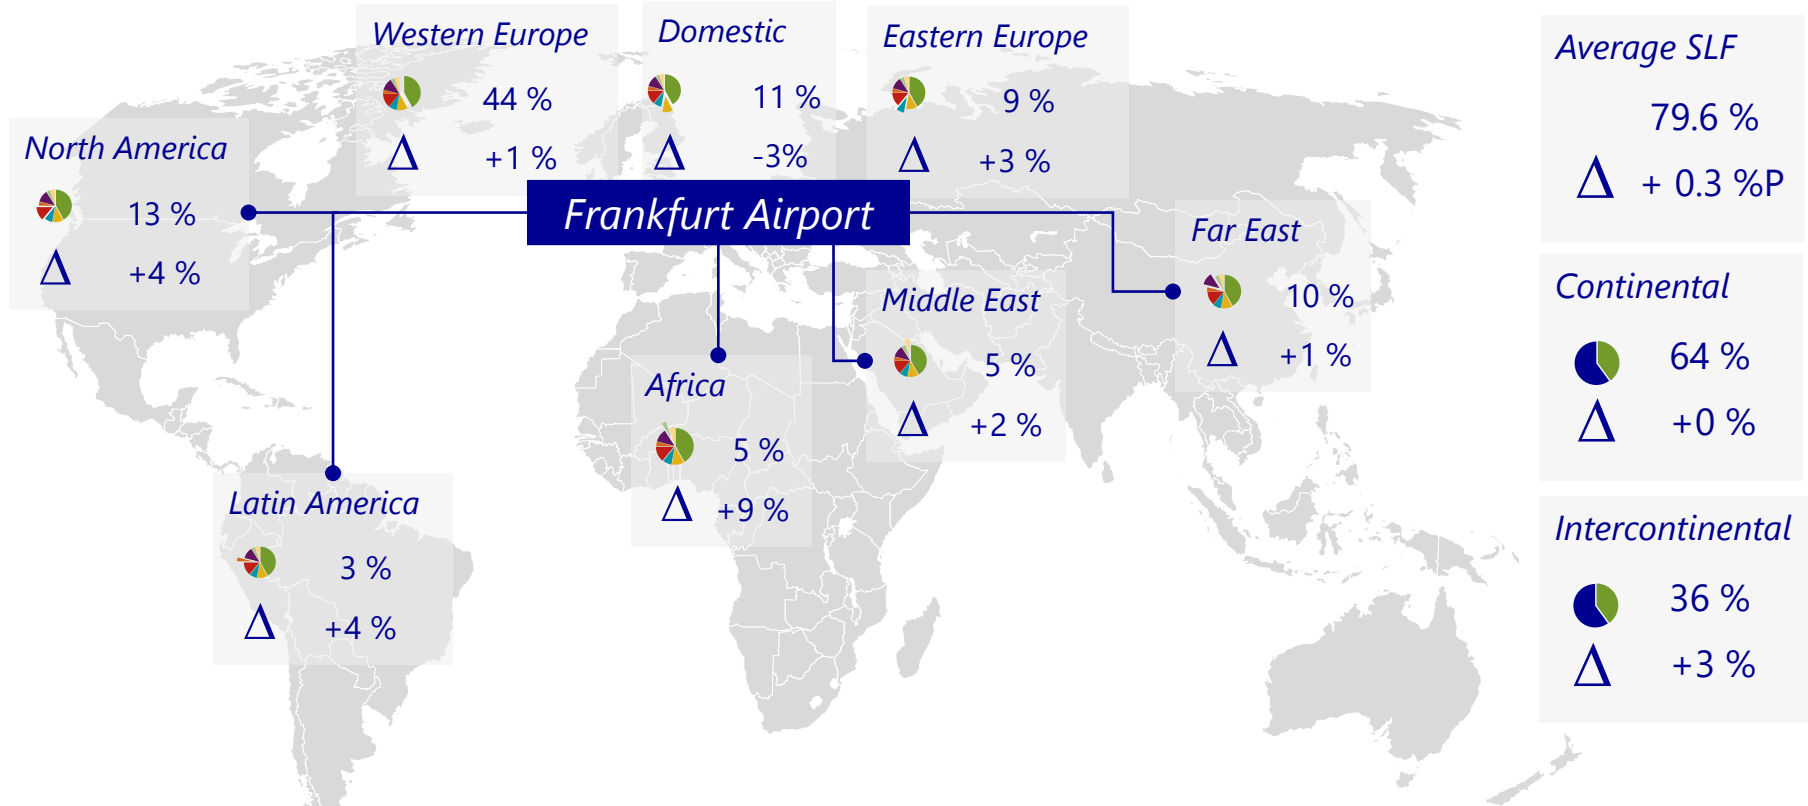 Western Europe
44 %
Δ +1 %
Domestic
11 %
Δ -3%
Eastern Europe
9 %
Δ +3 %
North America
13 %
Δ +4 %
Frankfurt Airport
Far East
10 %
Δ +1 %
Middle East
5 %
Δ +2 %
Africa
5 %
Δ +9 %
Latin America
3 %
Δ +4 %
Average SLF
79.6 %
Δ + 0.3 %P
Continental
64 %
Δ +0 %
Intercontinental
36 %
Δ +3 %